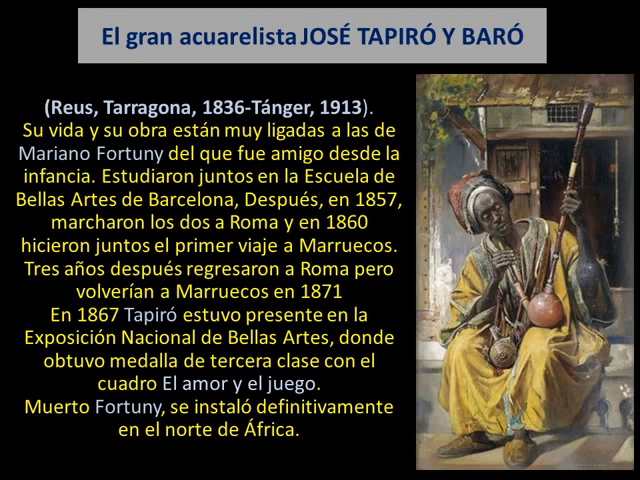 El gran acuarelista JOSÉ TAPIRÓ Y BARÓ
(Reus, Tarragona, 1836-Tánger, 1913).
Su vida y su obra están muy ligadas a las de
Mariano Fortuny del que fue amigo desde la
infancia. Estudiaron juntos en la Escuela de
Bellas Artes de Barcelona, Después, en 1857,
marcharon los dos a Roma y en 1860
hicieron juntos el primer viaje a Marruecos.
Tres años después regresaron a Roma pero
volverían a Marruecos en 1871
En 1867 Tapiró estuvo presente en la
Exposición Nacional de Bellas Artes, donde
obtuvo medalla de tercera clase con el
cuadro El amor y el juego.
Muerto Fortuny, se instaló definitivamente
en el norte de África.